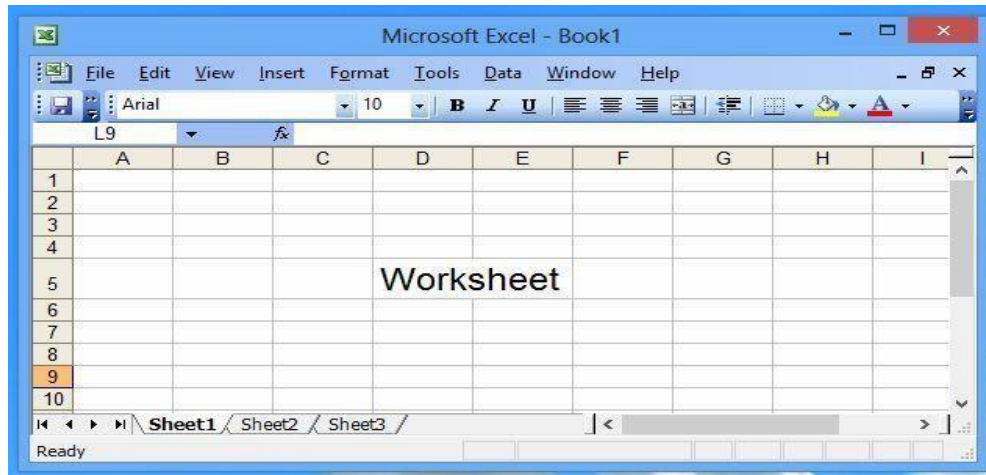 Microsoft Excel - Book1
File Edit View Insert Format Tools Data Window Help
Arial 10 B I U A
L9 fx
A B C D E F G H I
1
2
3
4
5 Worksheet
6
7
8
9
10
Sheet1 Sheet2 Sheet3
Ready